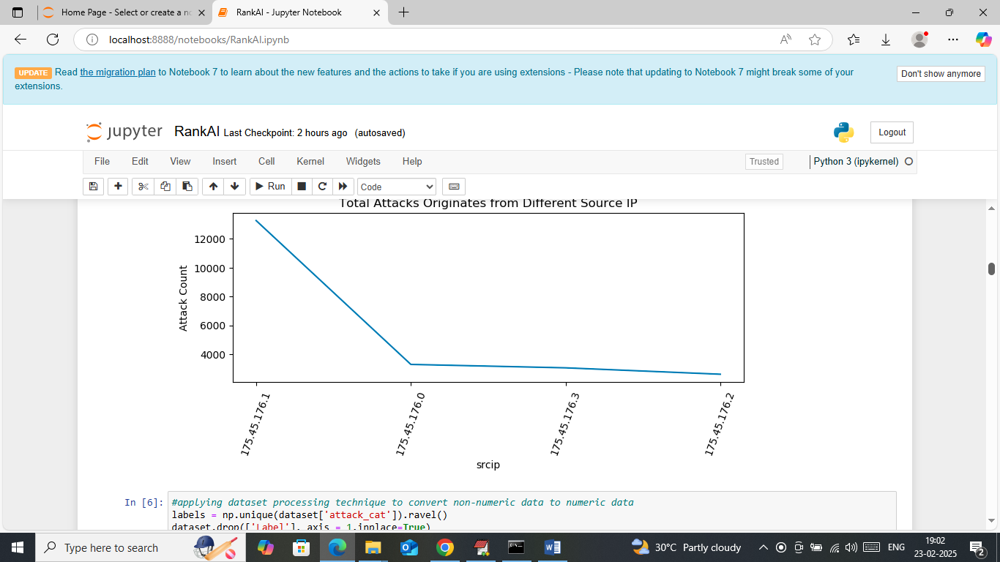 Home Page - Select or create a no
RankAI - Jupyter Notebook
localhost:8888/notebooks/RankAI.ipynb
UPDATE Read the migration plan to Notebook 7 to learn about the new features and the actions to take if you are using extensions - Please note that updating to Notebook 7 might break some of your
extensions.
Don't show anymore
jupyter RankAI Last Checkpoint: 2 hours ago (autosaved)
Logout
File Edit View Insert Cell Kernel Widgets Help
Trusted
Python 3 (ipykernel)
Run
Code
Total Attacks Originates from Different Source IP
12000
10000
8000
6000
4000
Attack Count
175.45.176.1
175.45.176.0
175.45.176.3
175.45.176.2
srcip
In [6]:
#applying dataset processing technique to convert non-numeric data to numeric data
labels = np.unique(dataset['attack_cat']).ravel()
dataset.drop(['Label'], axis = 1,inplace=True)
Type here to search
30°C Partly cloudy
ENG
19:02
23-02-2025
2